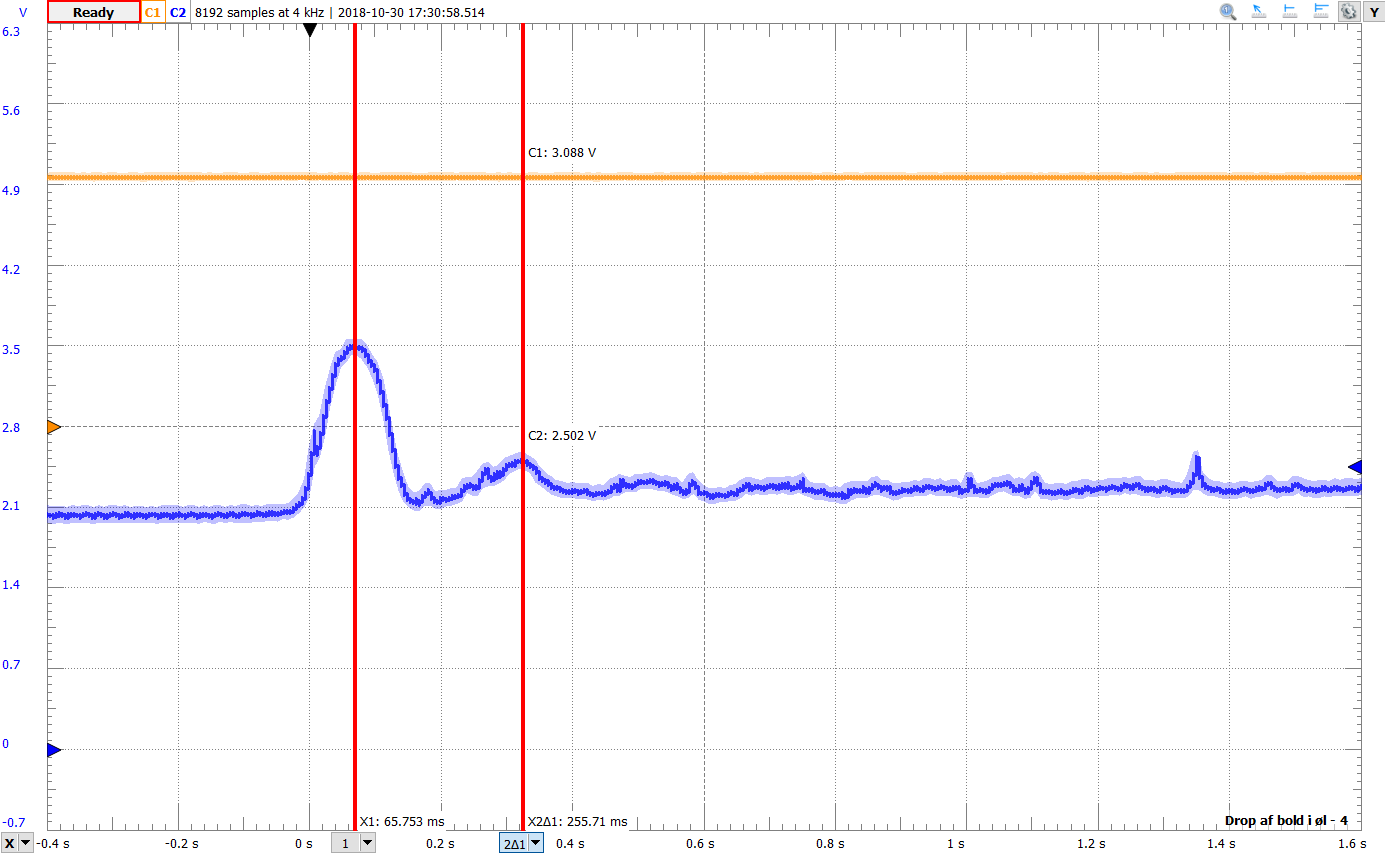 V Ready C1 C2 8192 samples at 4 kHz | 2018-10-30 17:30:58.514 Y
6.3
5.6
C1: 3.088 V
4.9
4.2
3.5
2.8
C2: 2.502 V
2.1
1.4
0.7
0
-0.7 X1: 65.753 ms X2Δ1: 255.71 ms Drop af bold i øl - 4
X -0.4 s -0.2 s 0 s 1 0.2 s 2Δ1 0.4 s 0.6 s 0.8 s 1 s 1.2 s 1.4 s 1.6 s